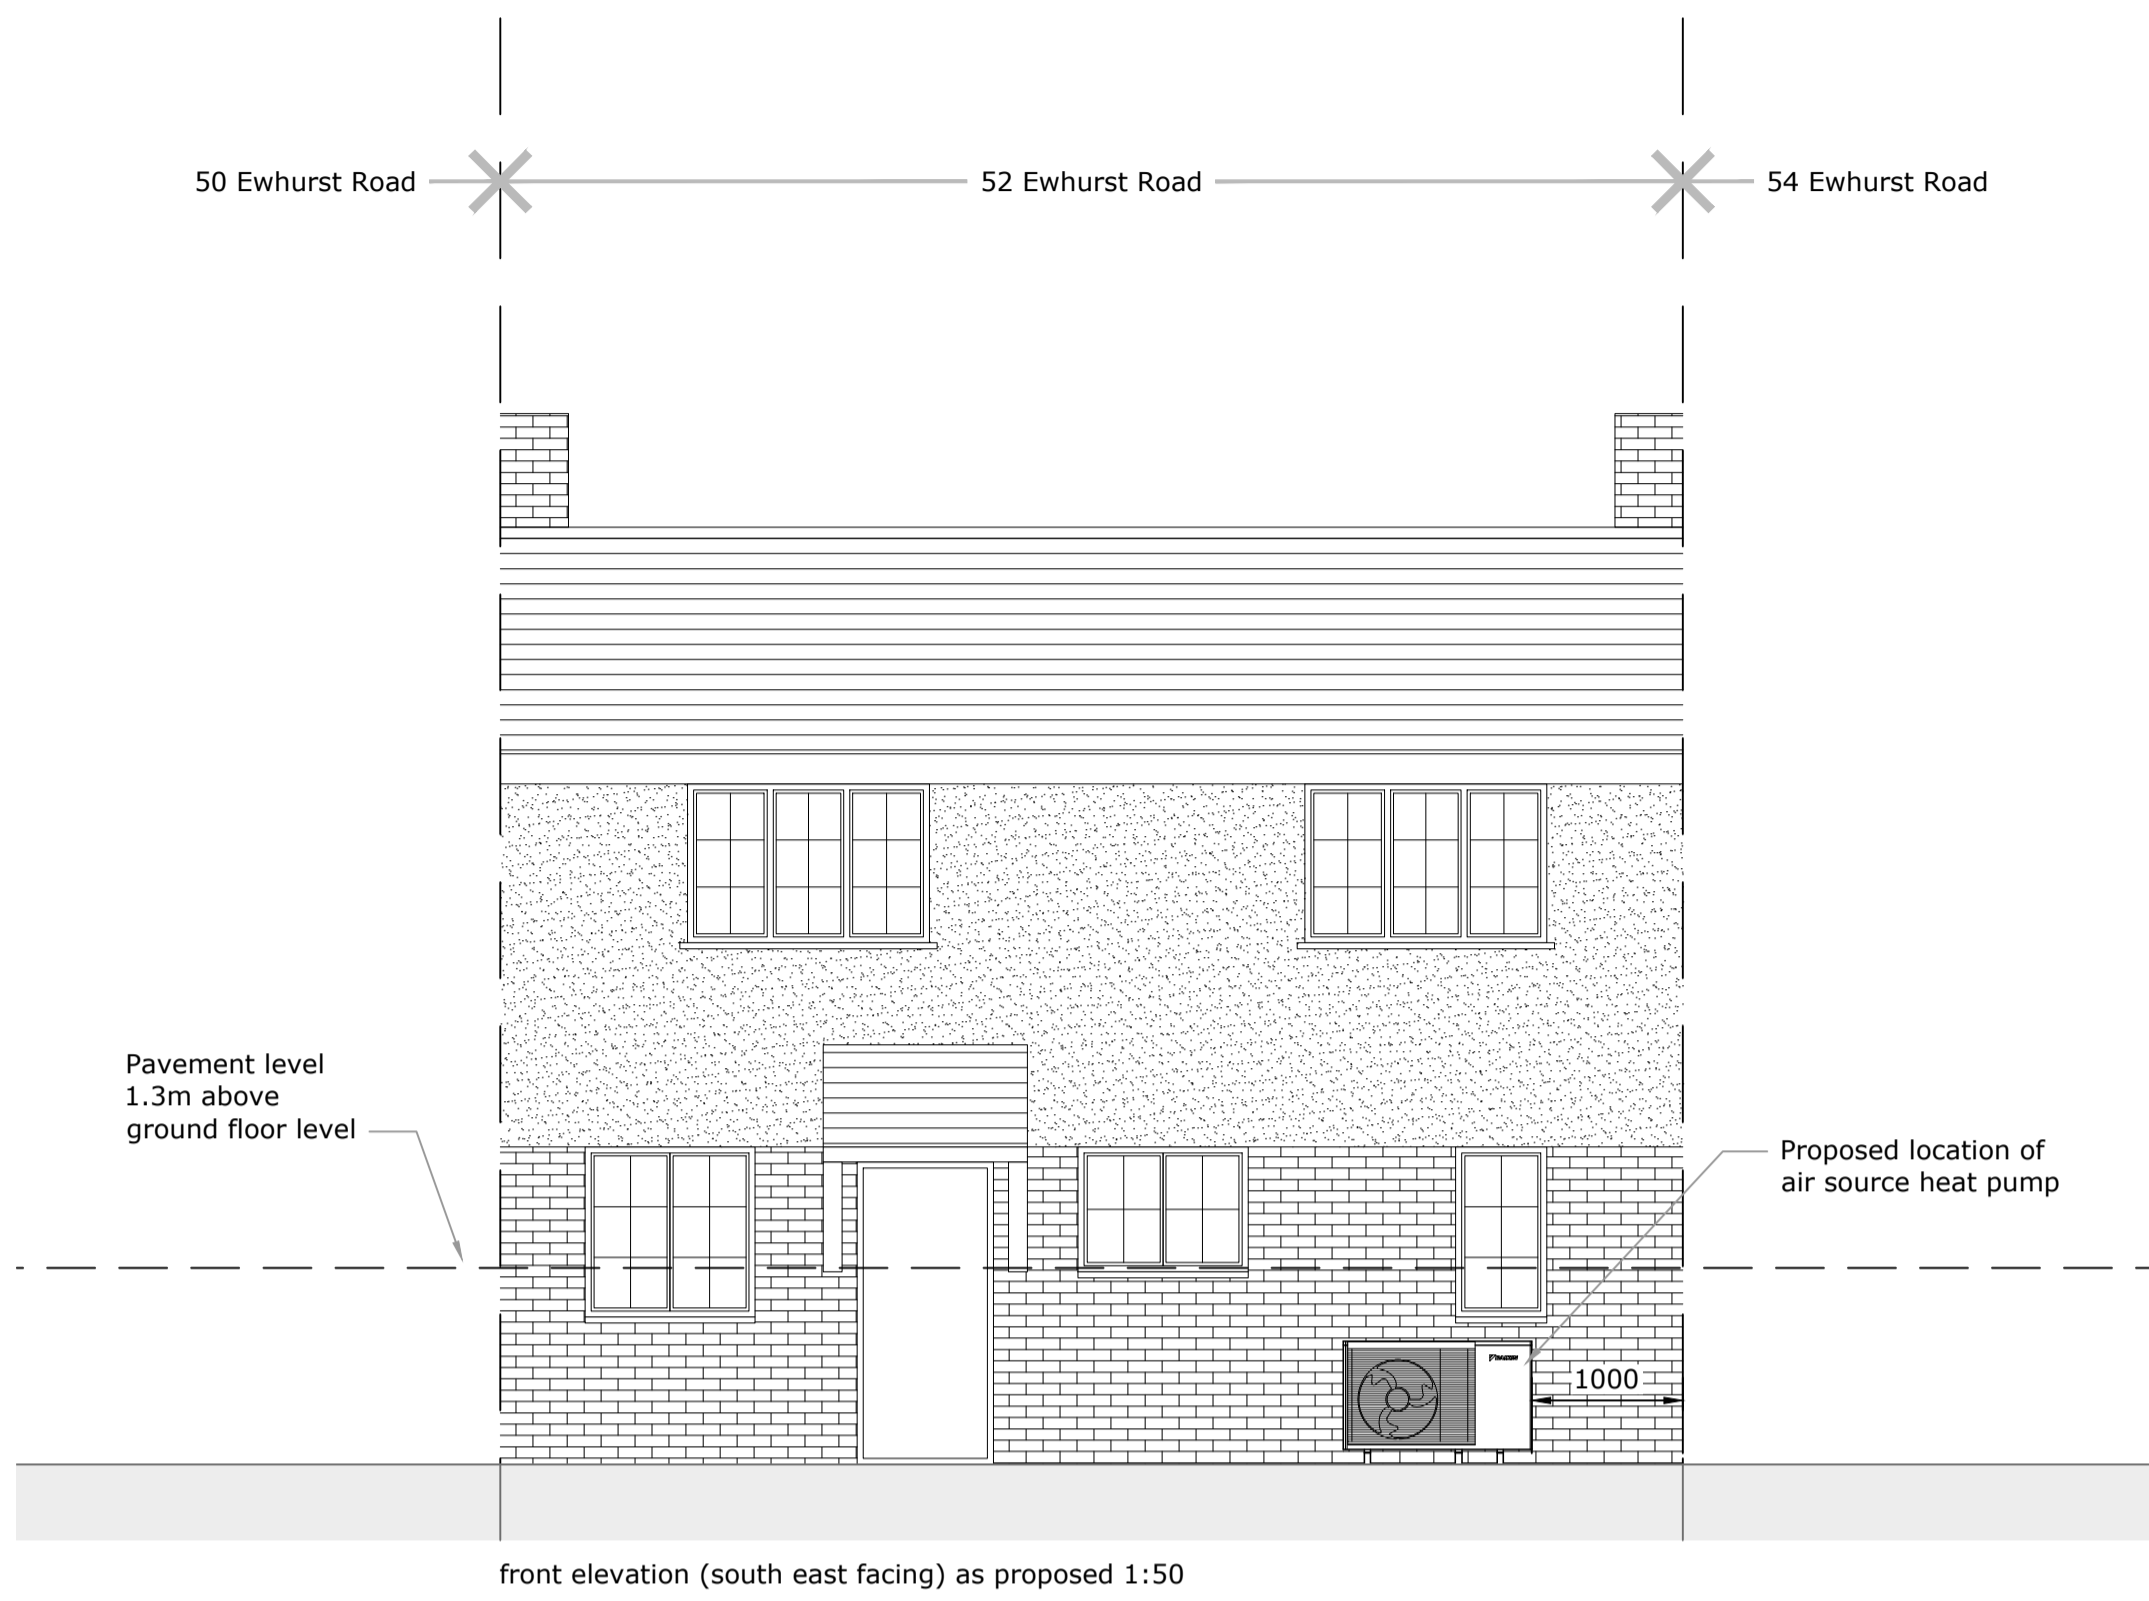 50 Ewhurst Road
52 Ewhurst Road
54 Ewhurst Road
Pavement level
1.3m above
ground floor level
Proposed location of
air source heat pump
DAIKIN
1000
front elevation (south east facing) as proposed 1:50